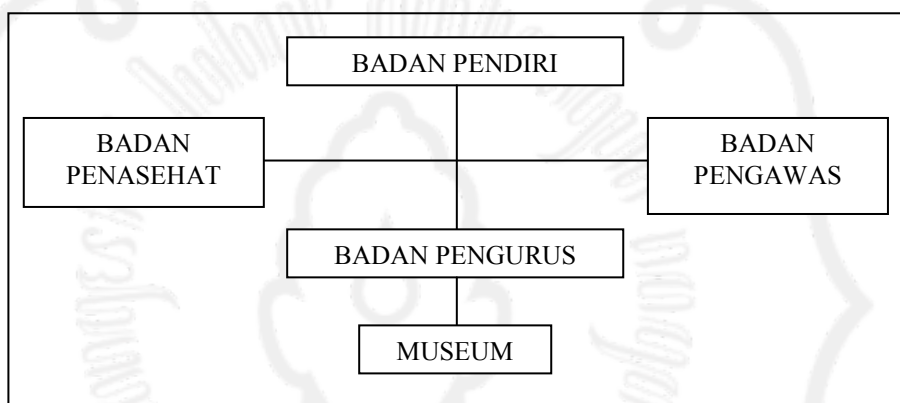 BADAN PENDIRI
BADAN
PENASEHAT
BADAN
PENGAWAS
BADAN PENGURUS
MUSEUM